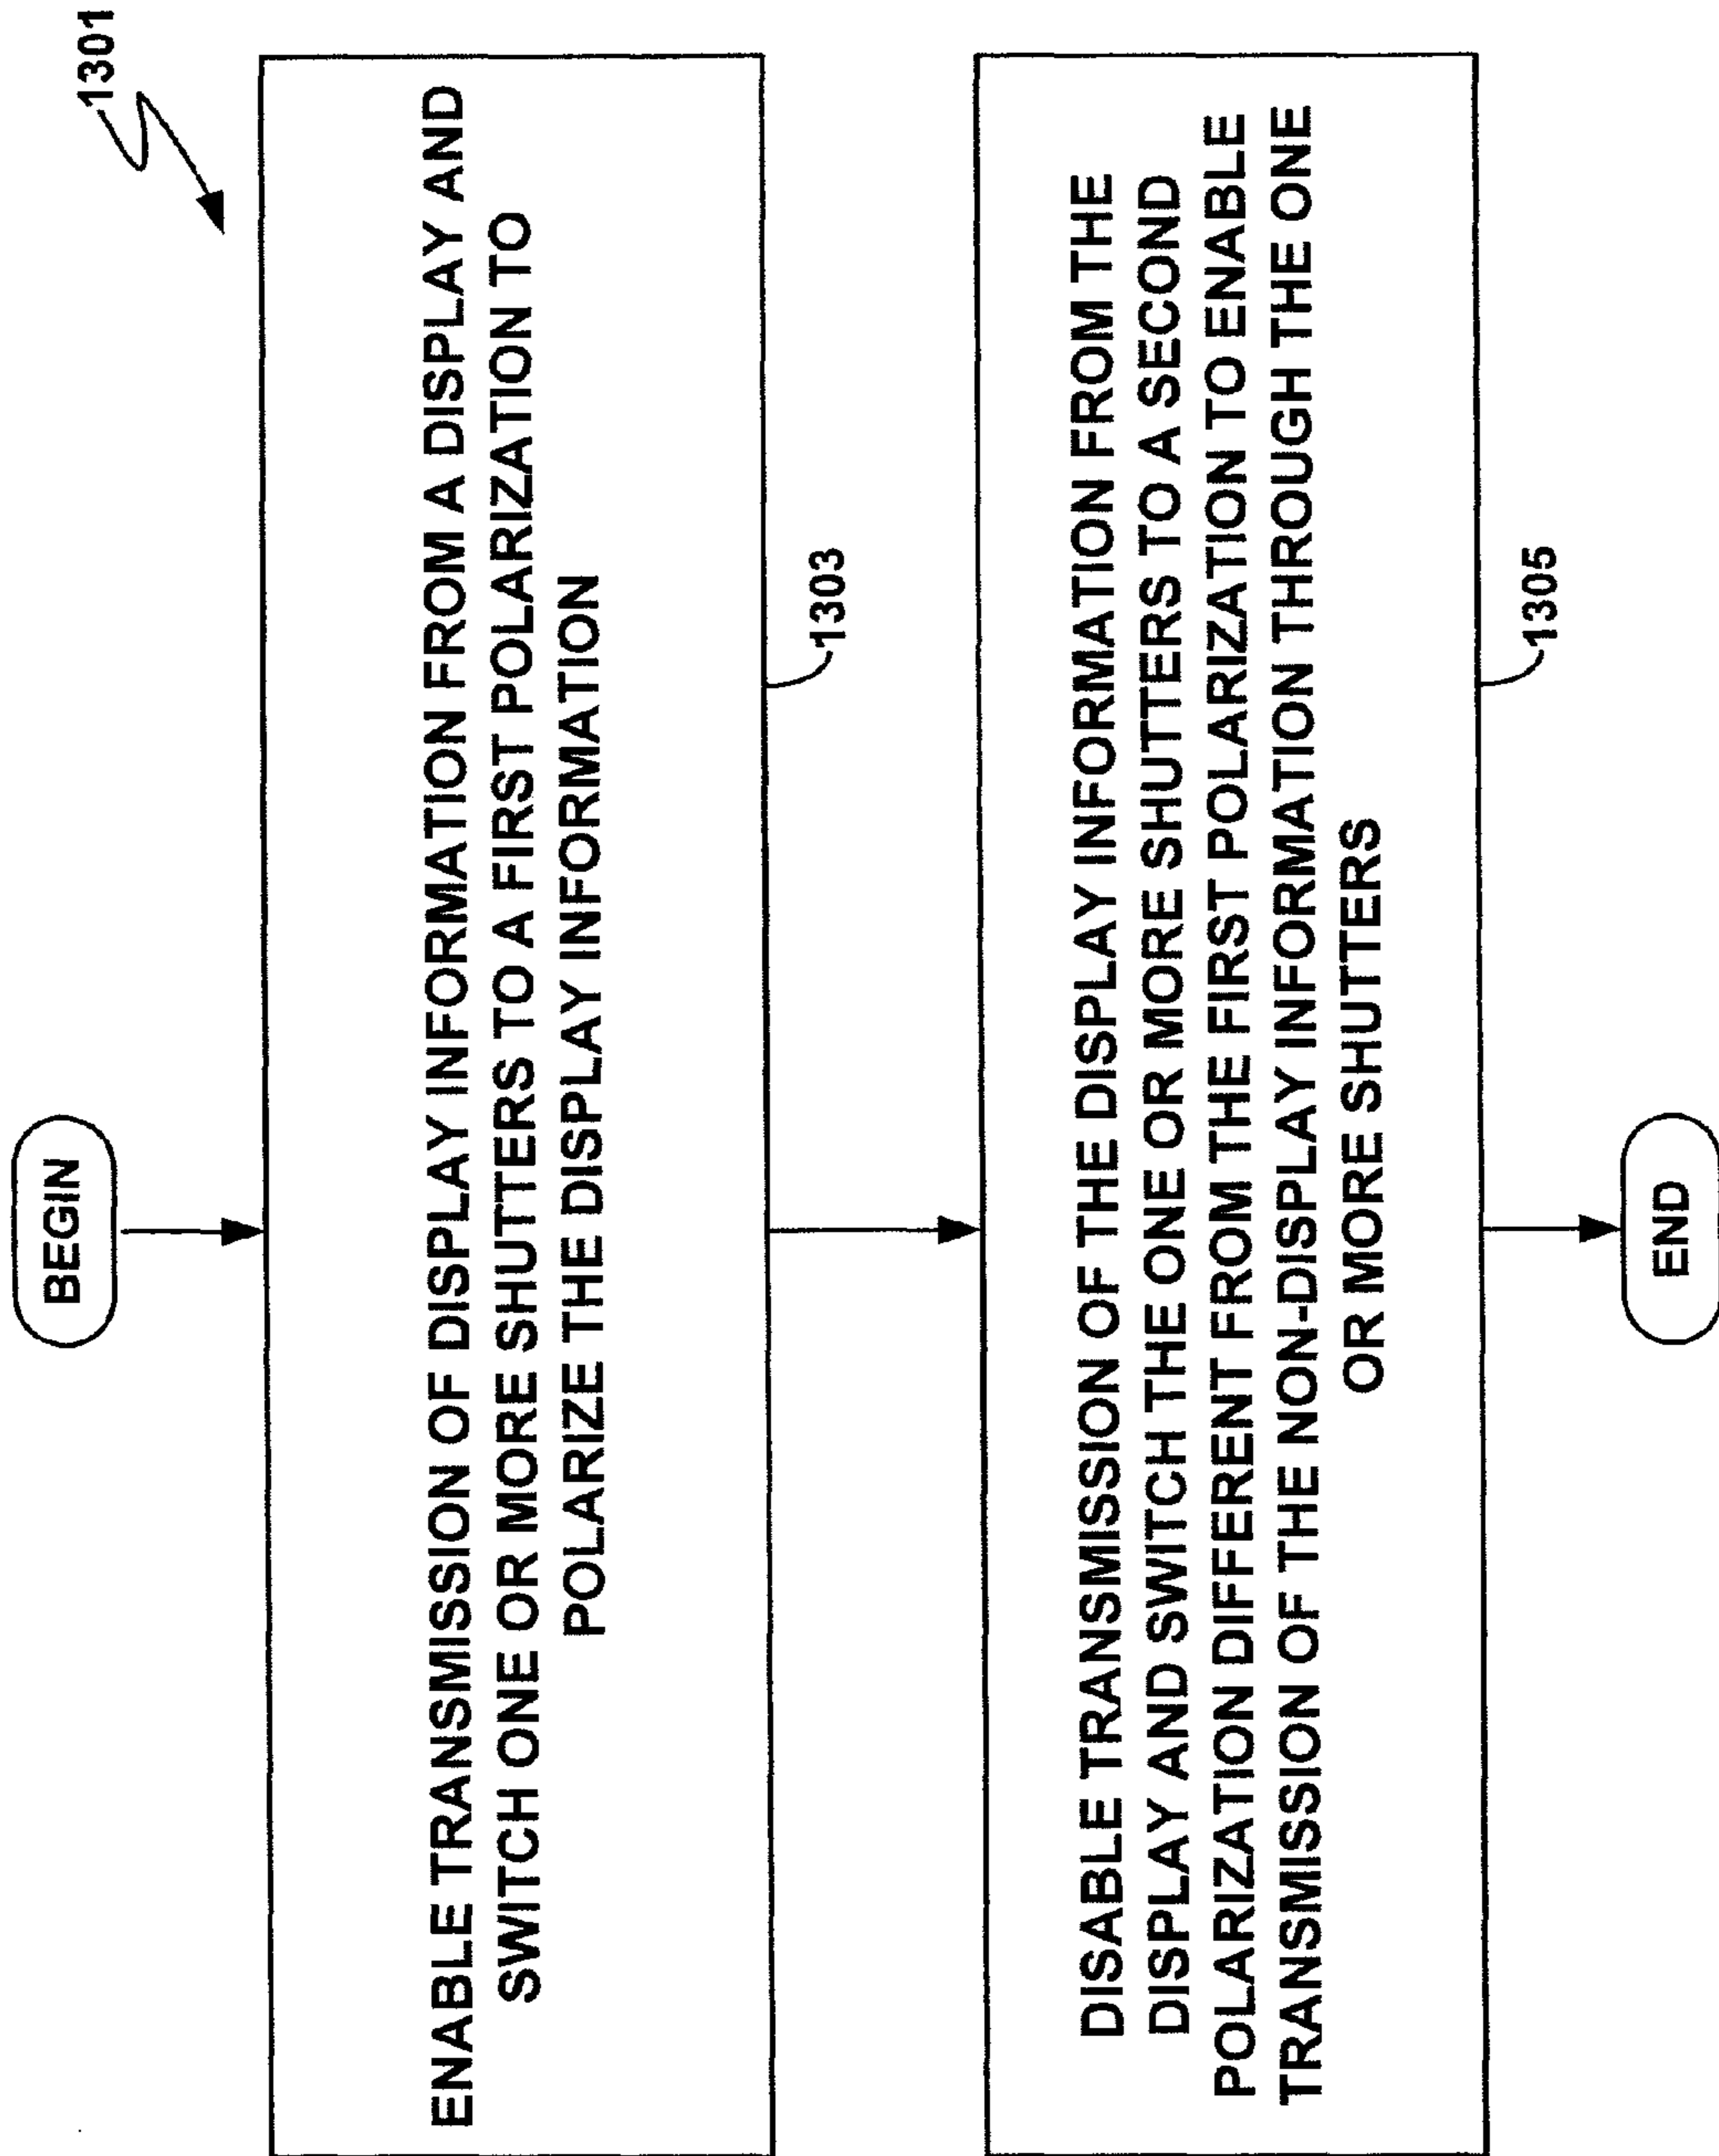 1301
BEGIN
ENABLE TRANSMISSION OF DISPLAY INFORMATION FROM A DISPLAY AND
SWITCH ONE OR MORE SHUTTERS TO A FIRST POLARIZATION TO
POLARIZE THE DISPLAY INFORMATION
1303
DISABLE TRANSMISSION OF THE DISPLAY INFORMATION FROM THE
DISPLAY AND SWITCH THE ONE OR MORE SHUTTERS TO A SECOND
POLARIZATION DIFFERENT FROM THE FIRST POLARIZATION TO ENABLE
TRANSMISSION OF THE NON-DISPLAY INFORMATION THROUGH THE ONE
OR MORE SHUTTERS
1305
END